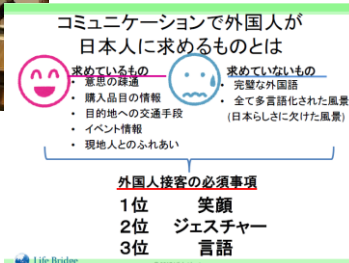 コミュニケーションで外国人が
日本人に求めるものとは
求めているもの
・ 意思の疎通
・ 購入品目の情報
・ 目的地への交通手段
・ イベント情報
・ 現地人とのふれあい
求めていないもの
・ 完璧な外国語
・ 全て多言語化された風景
(日本らしさに欠けた風景)
外国人接客の必須事項
1位 笑顔
2位 ジェスチャー
3位 言語
Life Bridge